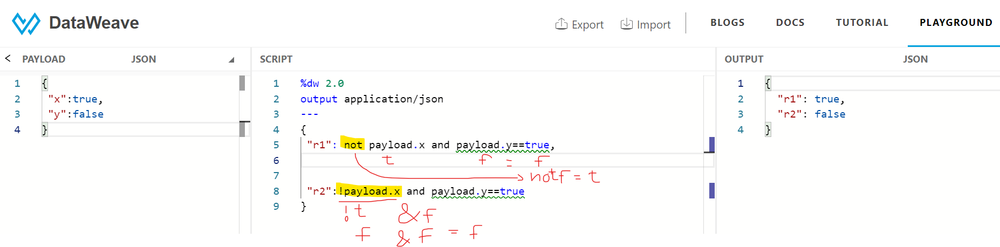 DataWeave
Export Import BLOGS DOCS TUTORIAL PLAYGROUND
< PAYLOAD JSON
1 {
2 "x":true,
3 "y":false
4 }
SCRIPT
1 %dw 2.0
2 output application/json
3 ---
4 {
5 "r1": not payload.x and payload.y==true,
6
t f = f
7
not f = t
8 "r2":!payload.x and payload.y==true
9 }
! t & f
f & f = f
OUTPUT JSON
1 {
2 "r1": true,
3 "r2": false
4 }